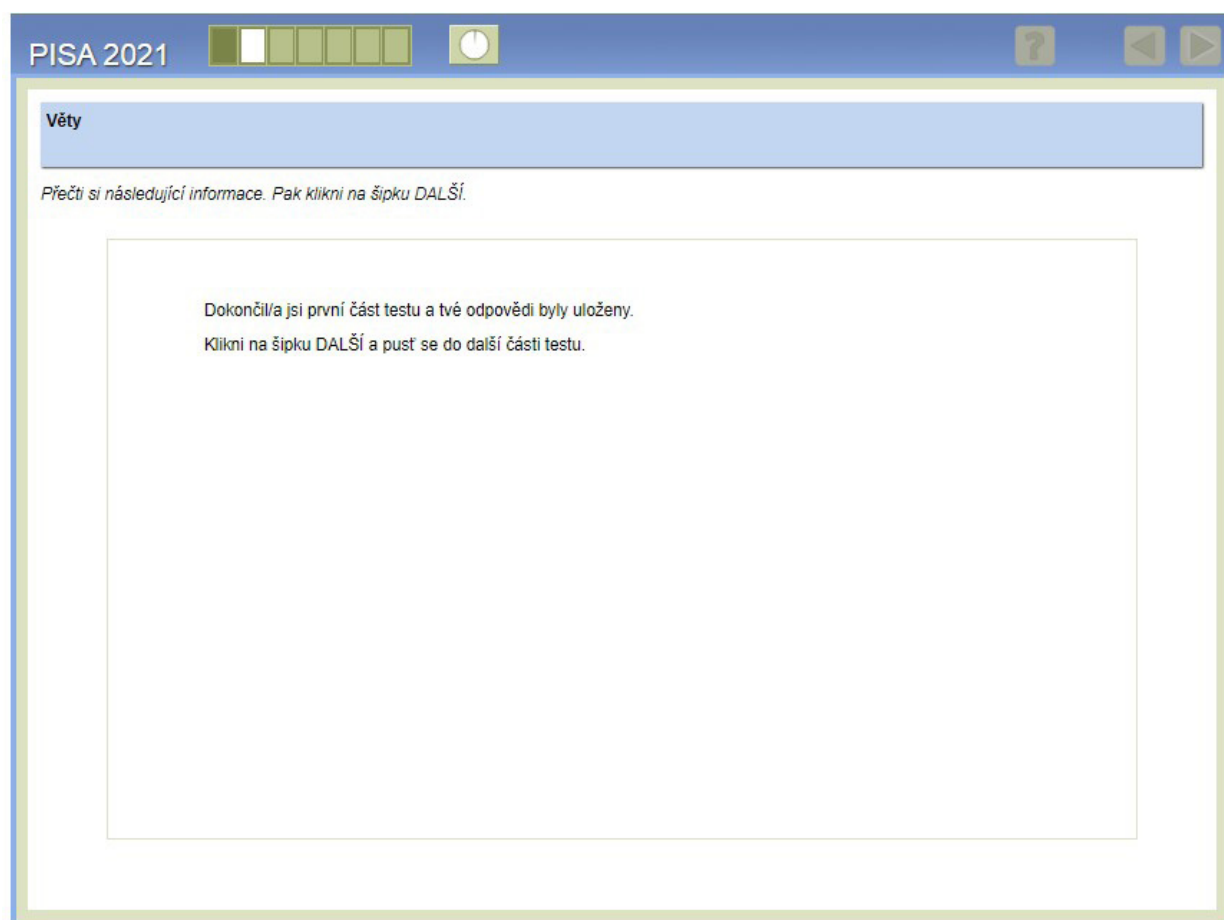 PISA 2021
?
Věty
Přečti si následující informace. Pak klikni na šipku DALŠÍ.
Dokončil/a jsi první část testu a tvé odpovědi byly uloženy.
Klikni na šipku DALŠÍ a pusť se do další části testu.